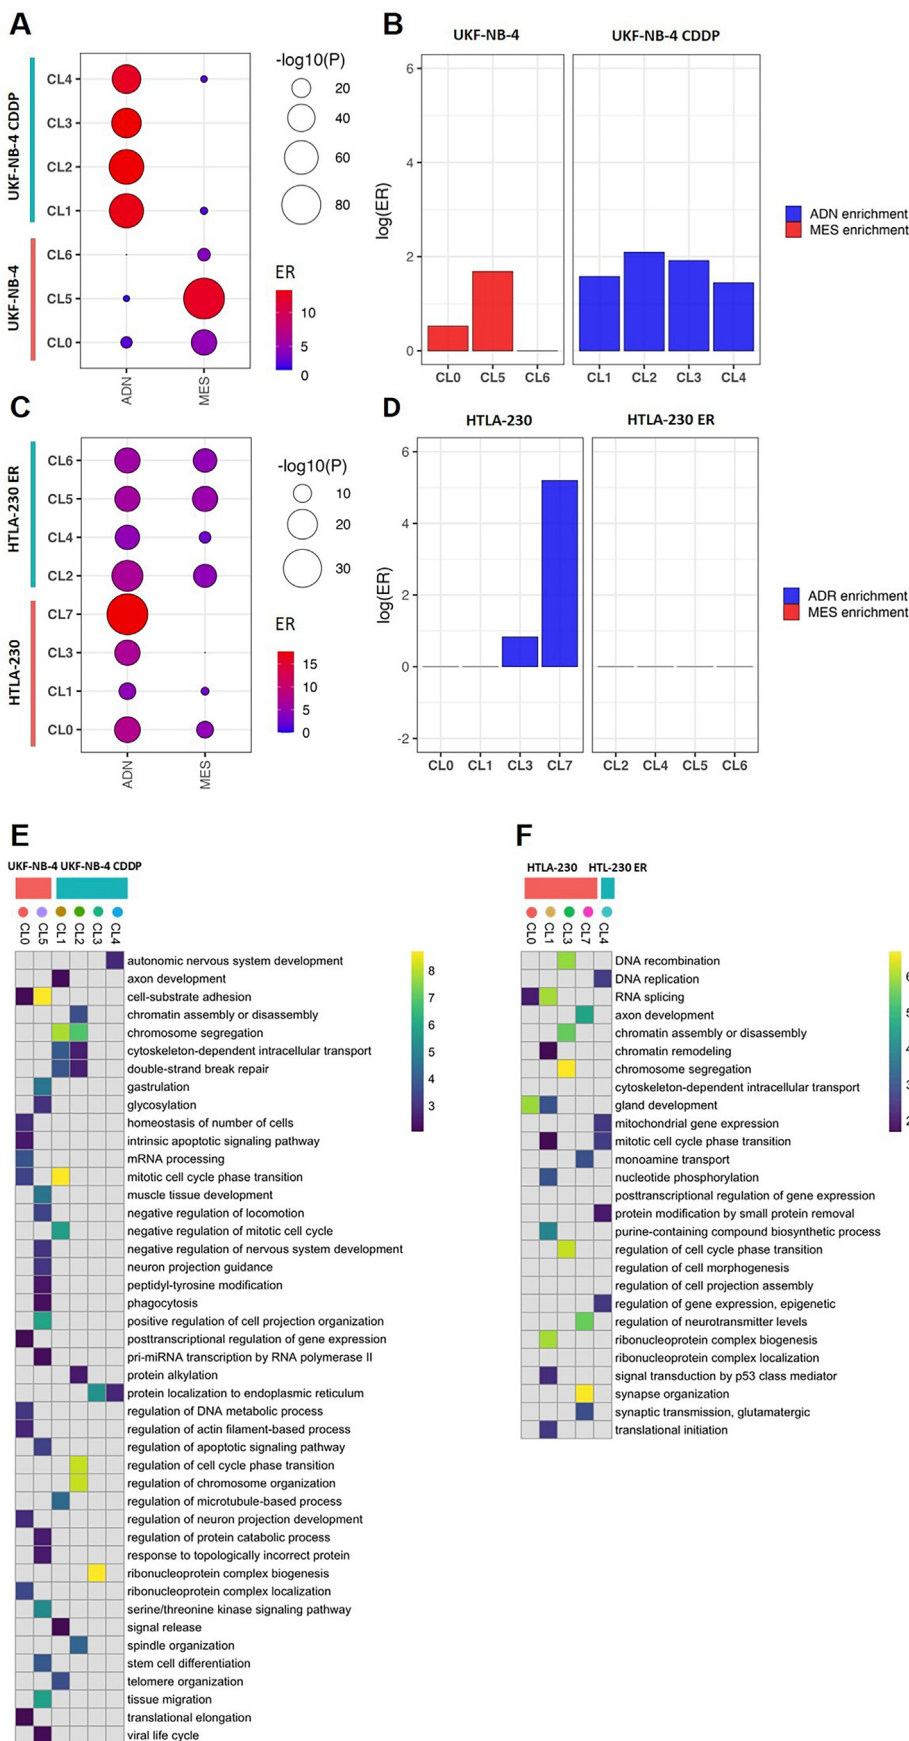 A
UKF-NB-4 CDDP
UKF-NB-4
CL4
CL3
CL2
CL1
CL6
CL5
CL0
ADN
MES
-log10(P)
20
40
60
80
ER
10
5
0
B
UKF-NB-4
UKF-NB-4 CDDP
log(ER)
6
4
2
0
CL0 CL5 CL6
CL1 CL2 CL3 CL4
ADN enrichment
MES enrichment
C
HTLA-230 ER
HTLA-230
CL6
CL5
CL4
CL2
CL7
CL3
CL1
CL0
ADN
MES
-log10(P)
10
20
30
ER
15
10
5
0
D
HTLA-230
HTLA-230 ER
log(ER)
6
4
2
0
-2
CL0 CL1 CL3 CL7
CL2 CL4 CL5 CL6
ADR enrichment
MES enrichment
E
UKF-NB-4 UKF-NB-4 CDDP
CL0 CL5 CL1 CL2 CL3 CL4
autonomic nervous system development
axon development
cell-substrate adhesion
chromatin assembly or disassembly
chromosome segregation
cytoskeleton-dependent intracellular transport
double-strand break repair
gastrulation
glycosylation
homeostasis of number of cells
intrinsic apoptotic signaling pathway
mRNA processing
mitotic cell cycle phase transition
muscle tissue development
negative regulation of locomotion
negative regulation of mitotic cell cycle
negative regulation of nervous system development
neuron projection guidance
peptidyl-tyrosine modification
phagocytosis
positive regulation of cell projection organization
posttranscriptional regulation of gene expression
pri-miRNA transcription by RNA polymerase II
protein alkylation
protein localization to endoplasmic reticulum
regulation of DNA metabolic process
regulation of actin filament-based process
regulation of apoptotic signaling pathway
regulation of cell cycle phase transition
regulation of chromosome organization
regulation of microtubule-based process
regulation of neuron projection development
regulation of protein catabolic process
response to topologically incorrect protein
ribonucleoprotein complex biogenesis
ribonucleoprotein complex localization
serine/threonine kinase signaling pathway
signal release
spindle organization
stem cell differentiation
telomere organization
tissue migration
translational elongation
viral life cycle
8
7
6
5
4
3
F
HTLA-230 HTL-230 ER
CL0 CL1 CL3 CL7 CL4
DNA recombination
DNA replication
RNA splicing
axon development
chromatin assembly or disassembly
chromatin remodeling
chromosome segregation
cytoskeleton-dependent intracellular transport
gland development
mitochondrial gene expression
mitotic cell cycle phase transition
monoamine transport
nucleotide phosphorylation
posttranscriptional regulation of gene expression
protein modification by small protein removal
purine-containing compound biosynthetic process
regulation of cell cycle phase transition
regulation of cell morphogenesis
regulation of cell projection assembly
regulation of gene expression, epigenetic
regulation of neurotransmitter levels
ribonucleoprotein complex biogenesis
ribonucleoprotein complex localization
signal transduction by p53 class mediator
synapse organization
synaptic transmission, glutamatergic
translational initiation